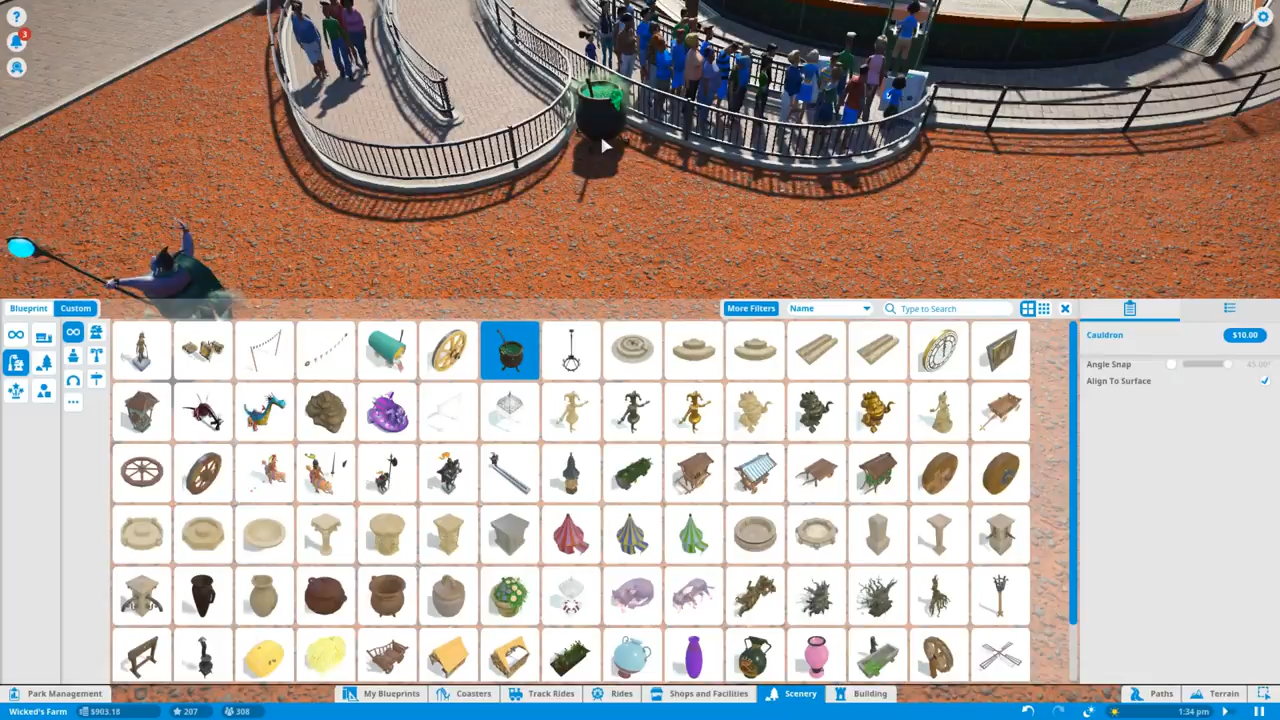 ?
3
Blueprint
Custom
More Filters
Name
Type to Search
Cauldron
$10.00
Angle Snap
45.00°
Align To Surface
Park Management
My Blueprints
Coasters
Track Rides
Rides
Shops and Facilities
Scenery
Building
Paths
Terrain
Wicked's Farm
$903.18
207
308
1:34 pm